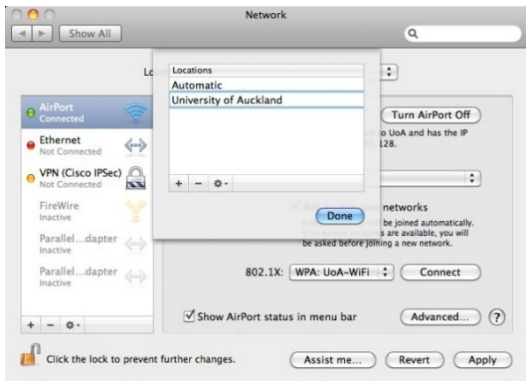 Network
Show All
Lo
Locations
Automatic
University of Auckland
+ -
Done
AirPort
Connected
Ethernet
Not Connected
VPN (Cisco IPSec)
Not Connected
FireWire
Inactive
Parallel...dapter
Inactive
Parallel...dapter
Inactive
+ -
Turn AirPort Off
to UoA and has the IP
128.
networks
be joined automatically.
s are available, you will
be asked before joining a new network.
802.1X: WPA: UoA-WiFi Connect
Show AirPort status in menu bar Advanced... ?
Click the lock to prevent further changes.
Assist me... Revert Apply